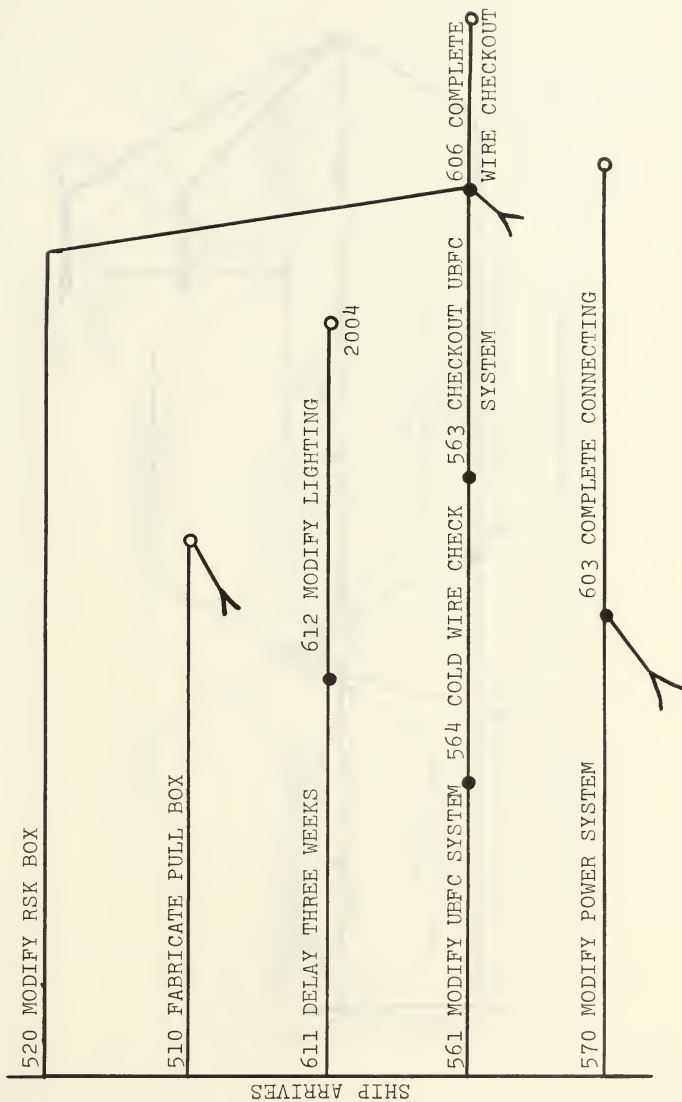 520 MODIFY RSK BOX
510 FABRICATE PULL BOX
611 DELAY THREE WEEKS
612 MODIFY LIGHTING
2004
561 MODIFY UBFC SYSTEM
564 COLD WIRE CHECK
563 CHECKOUT UBFC
SYSTEM
606 COMPLETE
WIRE CHECKOUT
570 MODIFY POWER SYSTEM
603 COMPLETE CONNECTING
SHIP ARRIVES